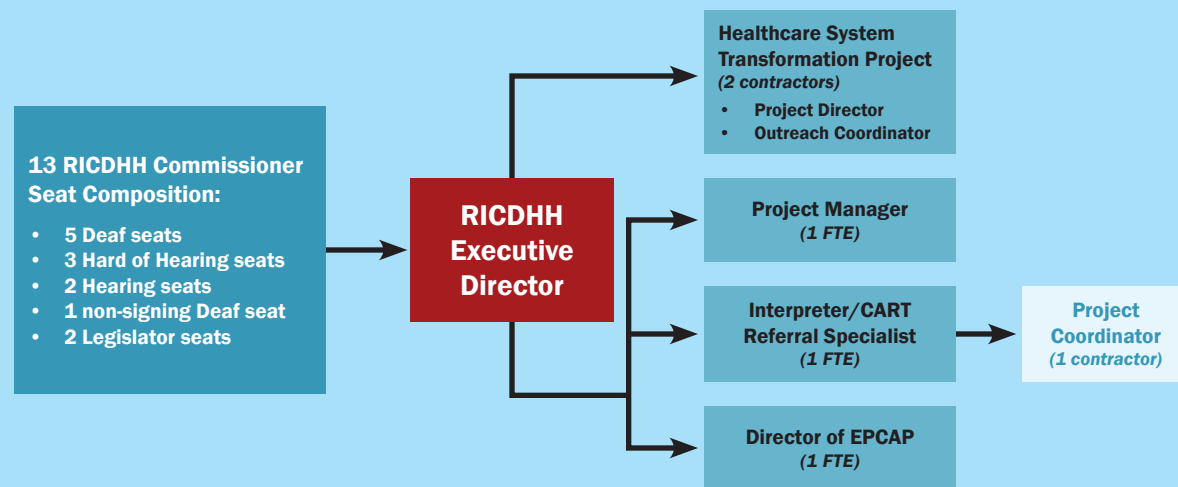 13 RICDHH Commissioner
Seat Composition:
• 5 Deaf seats
• 3 Hard of Hearing seats
• 2 Hearing seats
• 1 non-signing Deaf seat
• 2 Legislator seats
RICDHH
Executive
Director
Healthcare System
Transformation Project
(2 contractors)
• Project Director
• Outreach Coordinator
Project Manager
(1 FTE)
Interpreter/CART
Referral Specialist
(1 FTE)
Project
Coordinator
(1 contractor)
Director of EPCAP
(1 FTE)